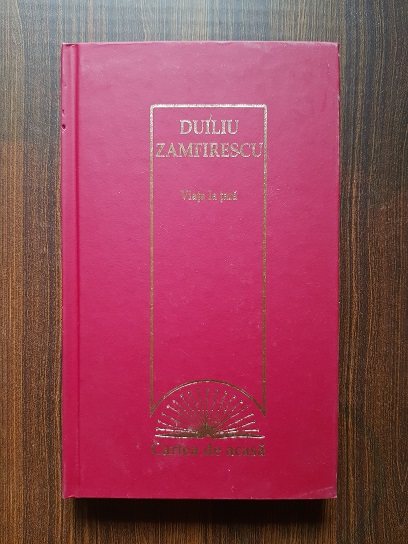 DUILIU
ZAMFIRESCU
Viața la țară
Cartea de acasă